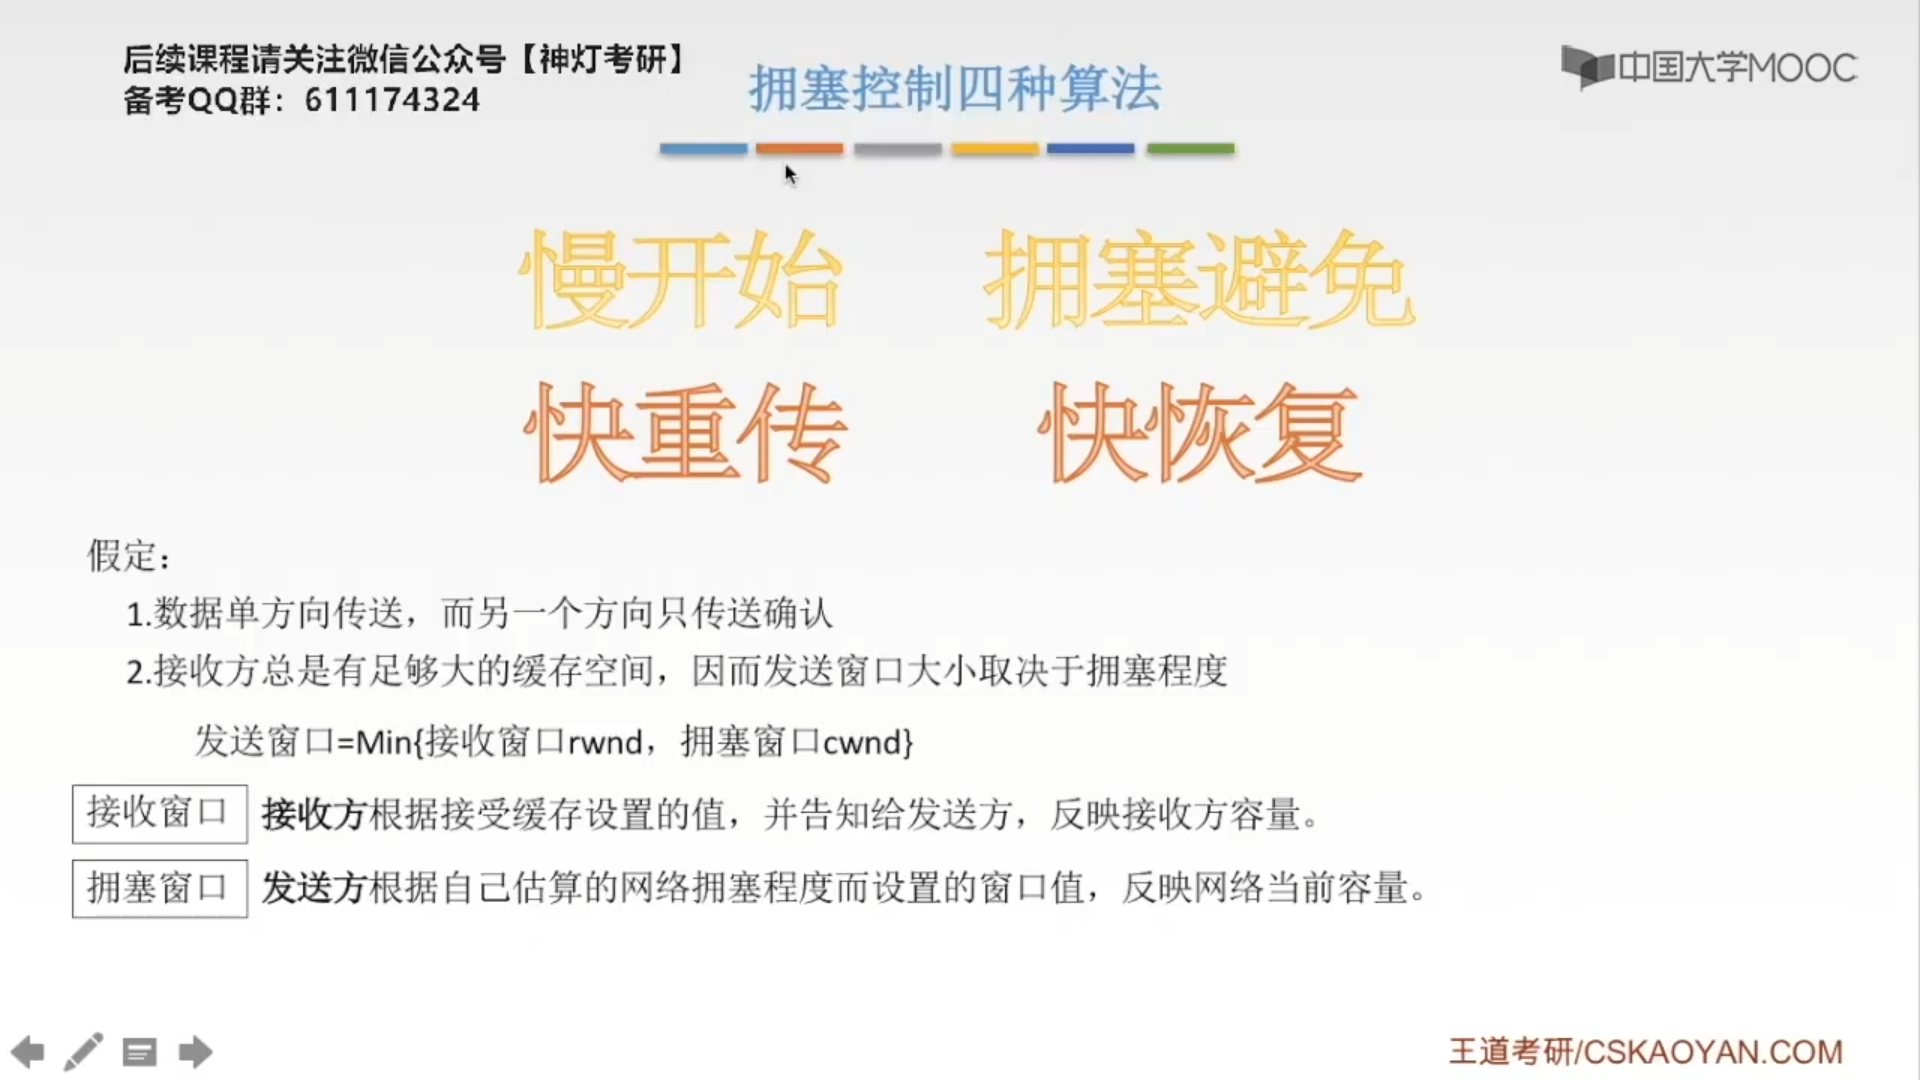 后续课程请关注微信公众号【神灯考研】
备考QQ群：611174324
拥塞控制四种算法
中国大学MOOC
慢开始 拥塞避免
快重传 快恢复
假定：
1.数据单方向传送，而另一个方向只传送确认
2.接收方总是有足够大的缓存空间，因而发送窗口大小取决于拥塞程度
发送窗口=Min{接收窗口rwnd，拥塞窗口cwnd}
接收窗口 接收方根据接受缓存设置的值，并告知给发送方，反映接收方容量。
拥塞窗口 发送方根据自己估算的网络拥塞程度而设置的窗口值，反映网络当前容量。
王道考研/CSKAOYAN.COM